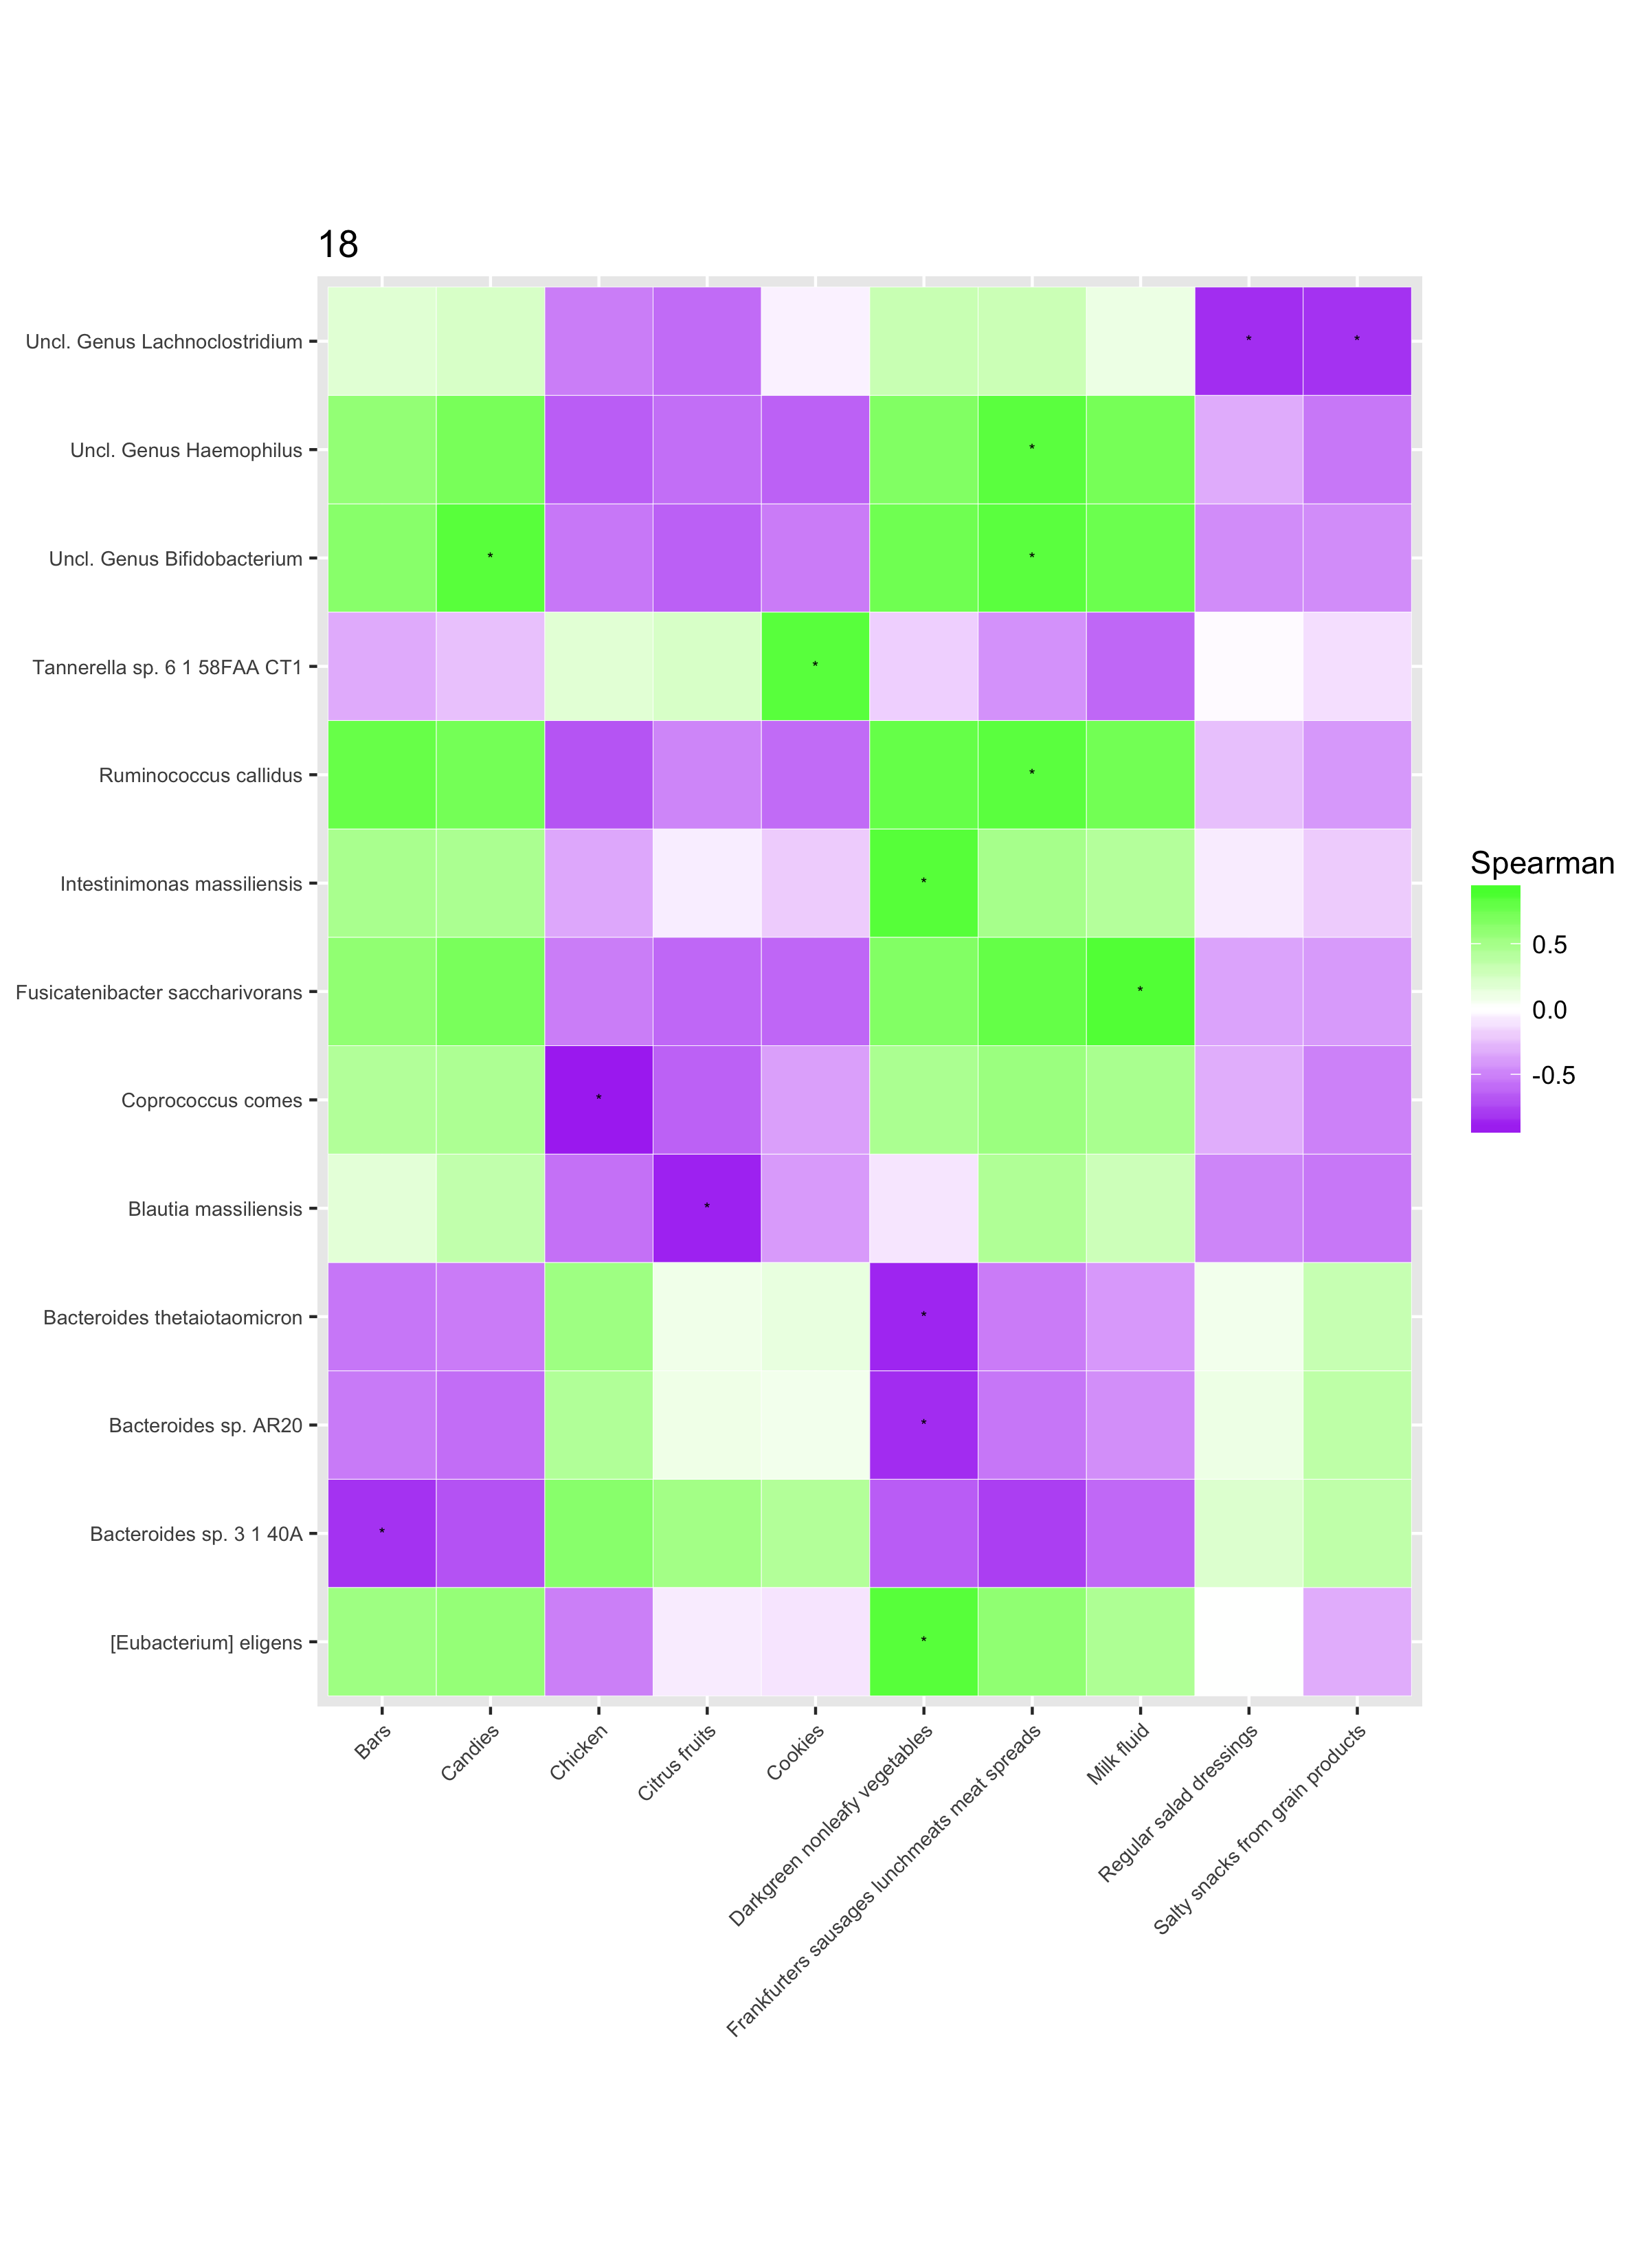 18
Uncl. Genus Lachnoclostridium
* *
Uncl. Genus Haemophilus
*
Uncl. Genus Bifidobacterium
* *
Tannerella sp. 6 1 58FAA CT1
*
Ruminococcus callidus
*
Intestinimonas massiliensis
*
Fusicatenibacter saccharivorans
*
Coprococcus comes
*
Blautia massiliensis
*
Bacteroides thetaiotaomicron
*
Bacteroides sp. AR20
*
Bacteroides sp. 3 1 40A
*
[Eubacterium] eligens
*
Bars
Candies
Chicken
Citrus fruits
Cookies
Darkgreen nonleafy vegetables
Frankfurters sausages lunchmeats meat spreads
Milk fluid
Regular salad dressings
Salty snacks from grain products
Spearman
0.5
0.0
-0.5